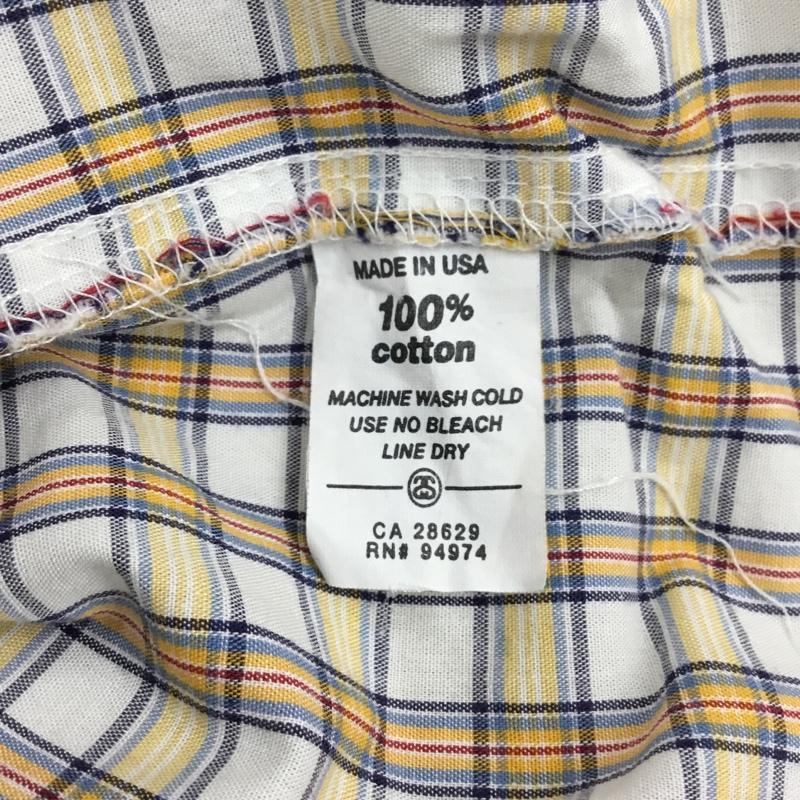 MADE IN USA
100%
cotton
MACHINE WASH COLD
USE NO BLEACH
LINE DRY
CA 28629
RN# 94974